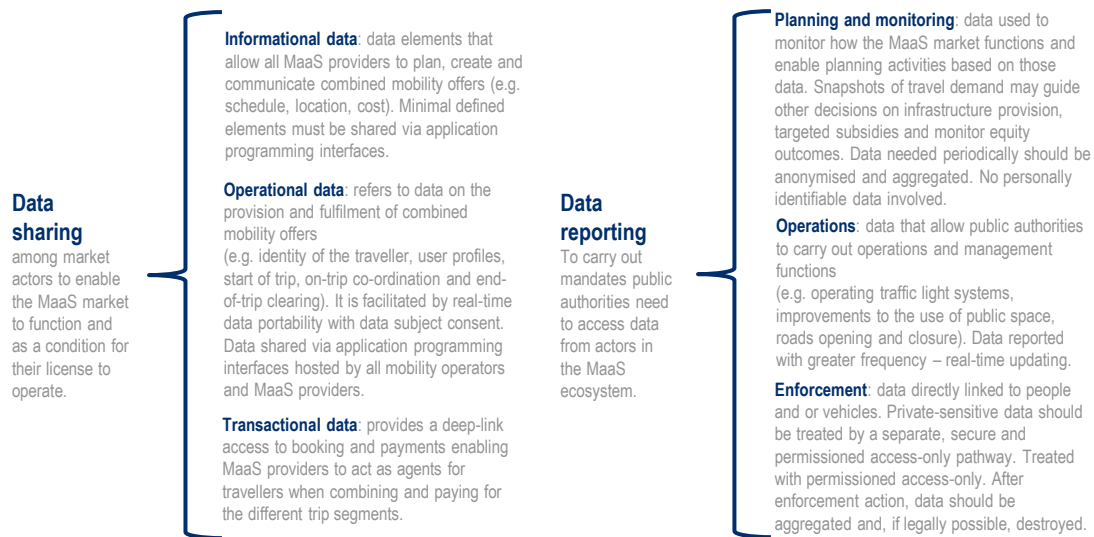 Data
sharing
among market
actors to enable
the MaaS market
to function and
as a condition for
their license to
operate.
Informational data: data elements that
allow all MaaS providers to plan, create and
communicate combined mobility offers (e.g.
schedule, location, cost). Minimal defined
elements must be shared via application
programming interfaces.
Operational data: refers to data on the
provision and fulfilment of combined
mobility offers
(e.g. identity of the traveller, user profiles,
start of trip, on-trip co-ordination and end-
of-trip clearing). It is facilitated by real-time
data portability with data subject consent.
Data shared via application programming
interfaces hosted by all mobility operators
and MaaS providers.
Transactional data: provides a deep-link
access to booking and payments enabling
MaaS providers to act as agents for
travellers when combining and paying for
the different trip segments.
Data
reporting
To carry out
mandates public
authorities need
to access data
from actors in
the MaaS
ecosystem.
Planning and monitoring: data used to
monitor how the MaaS market functions and
enable planning activities based on those
data. Snapshots of travel demand may guide
other decisions on infrastructure provision,
targeted subsidies and monitor equity
outcomes. Data needed periodically should be
anonymised and aggregated. No personally
identifiable data involved.
Operations: data that allow public authorities
to carry out operations and management
functions
(e.g. operating traffic light systems,
improvements to the use of public space,
roads opening and closure). Data reported
with greater frequency – real-time updating.
Enforcement: data directly linked to people
and or vehicles. Private-sensitive data should
be treated by a separate, secure and
permissioned access-only pathway. Treated
with permissioned access-only. After
enforcement action, data should be
aggregated and, if legally possible, destroyed.